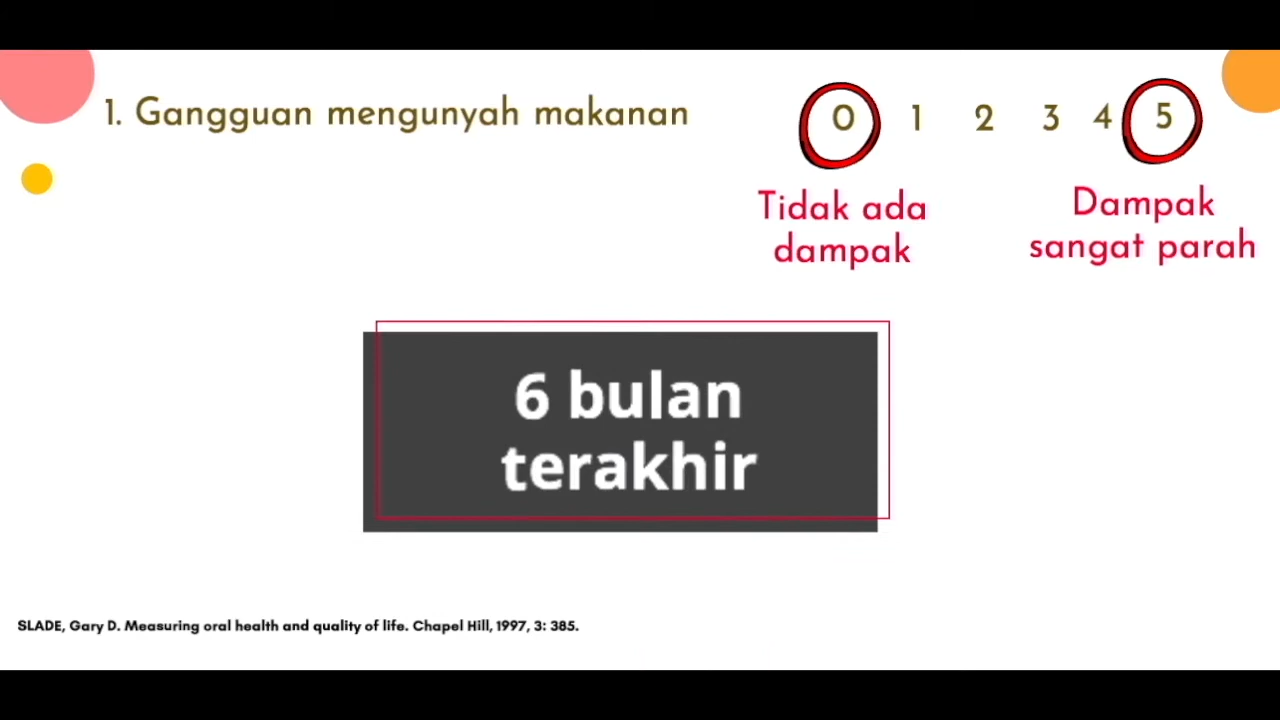 1. Gangguan mengunyah makanan
0 1 2 3 4 5
Tidak ada
dampak
Dampak
sangat parah
6 bulan
terakhir
SLADE, Gary D. Measuring oral health and quality of life. Chapel Hill, 1997, 3: 385.